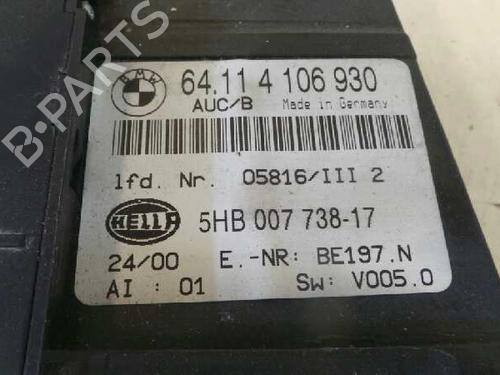 BMW
64.11 4 106 930
AUC/B Made in Germany
lfd. Nr. 05816/III 2
HELLA
5HB 007 738-17
24/00 E.-NR: BE197.N
AI : 01 Sw: V005.0
B-PARTS